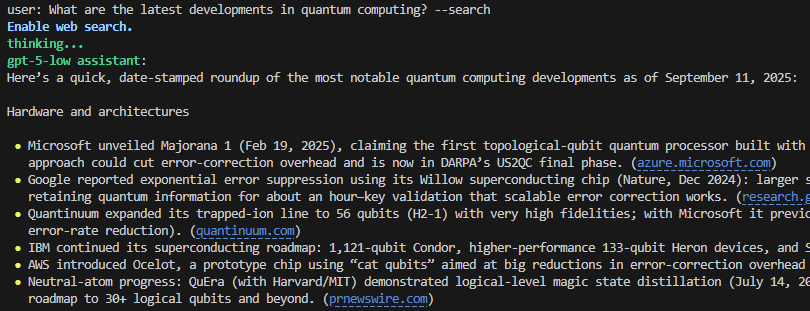 user: What are the latest developments in quantum computing? --search
Enable web search.
thinking...
gpt-5-low assistant:
Here's a quick, date-stamped roundup of the most notable quantum computing developments as of September 11, 2025:
Hardware and architectures
• Microsoft unveiled Majorana 1 (Feb 19, 2025), claiming the first topological-qubit quantum processor built with
approach could cut error-correction overhead and is now in DARPA's US2QC final phase. (azure.microsoft.com)
• Google reported exponential error suppression using its Willow superconducting chip (Nature, Dec 2024): larger s
retaining quantum information for about an hour—key validation that scalable error correction works. (research.g
• Quantinuum expanded its trapped-ion line to 56 qubits (H2-1) with very high fidelities; with Microsoft it previo
error-rate reduction). (quantinuum.com)
• IBM continued its superconducting roadmap: 1,121-qubit Condor, higher-performance 133-qubit Heron devices, and S
• AWS introduced Ocelot, a prototype chip using “cat qubits” aimed at big reductions in error-correction overhead
• Neutral-atom progress: QuEra (with Harvard/MIT) demonstrated logical-level magic state distillation (July 14, 20
roadmap to 30+ logical qubits and beyond. (prnewswire.com)